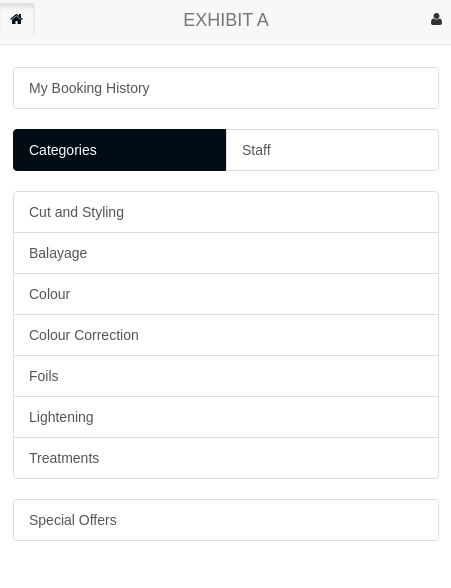 EXHIBIT A
My Booking History
Categories
Staff
Cut and Styling
Balayage
Colour
Colour Correction
Foils
Lightening
Treatments
Special Offers